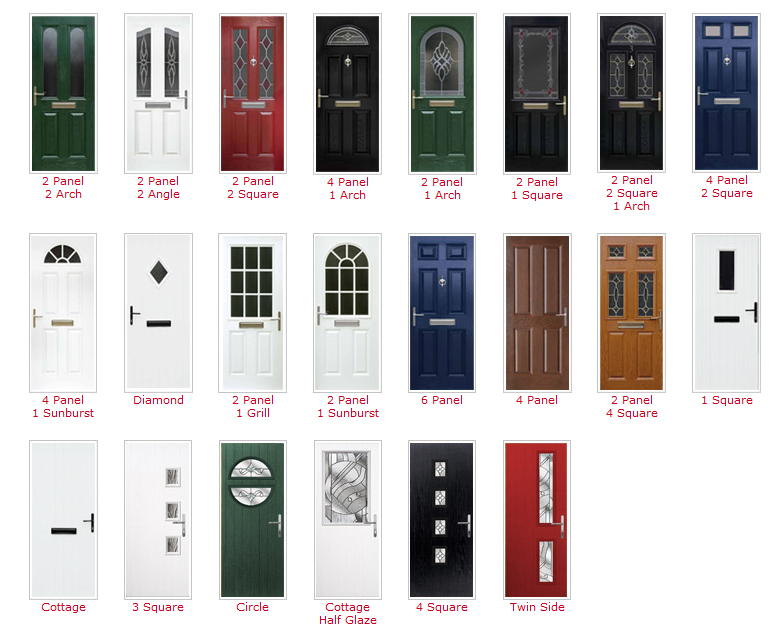 2 Panel
2 Arch
2 Panel
2 Angle
2 Panel
2 Square
4 Panel
1 Arch
2 Panel
1 Arch
2 Panel
1 Square
2 Panel
2 Square
1 Arch
4 Panel
2 Square
4 Panel
1 Sunburst
Diamond
2 Panel
1 Grill
2 Panel
1 Sunburst
6 Panel
4 Panel
2 Panel
4 Square
1 Square
Cottage
3 Square
Circle
Cottage
Half Glaze
4 Square
Twin Side